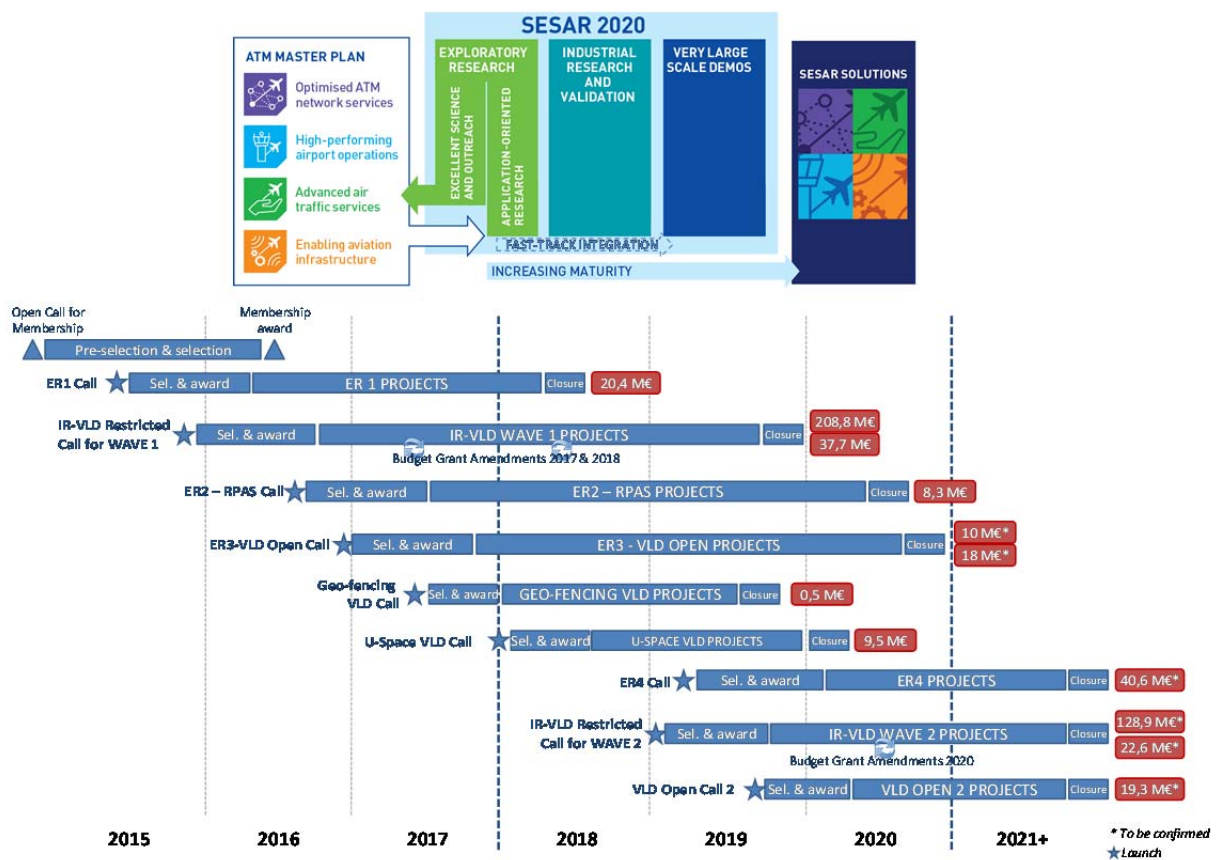 SESAR 2020
ATM MASTER PLAN
Optimised ATM
network services
High-performing
airport operations
Advanced air
traffic services
Enabling aviation
infrastructure
EXPLORATORY
RESEARCH
EXCELLENT SCIENCE
AND OUTREACH
APPLICATION-ORIENTED
RESEARCH
INDUSTRIAL
RESEARCH
AND
VALIDATION
VERY LARGE
SCALE DEMOS
SESAR SOLUTIONS
FAST-TRACK INTEGRATION
INCREASING MATURITY
Open Call for
Membership
Membership
award
Pre-selection & selection
ER1 Call
Sel. & award
ER 1 PROJECTS
Closure
20,4 M€
IR-VLD Restricted
Call for WAVE 1
Sel. & award
IR-VLD WAVE 1 PROJECTS
Closure
208,8 M€
37,7 M€
Budget Grant Amendments 2017 & 2018
ER2 – RPAS Call
Sel. & award
ER2 – RPAS PROJECTS
Closure
8,3 M€
ER3-VLD Open Call
Sel. & award
ER3 - VLD OPEN PROJECTS
Closure
10 M€*
18 M€*
Geo-fencing
VLD Call
Sel. & award
GEO-FENCING VLD PROJECTS
Closure
0,5 M€
U-Space VLD Call
Sel. & award
U-SPACE VLD PROJECTS
Closure
9,5 M€
ER4 Call
Sel. & award
ER4 PROJECTS
Closure
40,6 M€*
IR-VLD Restricted
Call for WAVE 2
Sel. & award
IR-VLD WAVE 2 PROJECTS
Closure
128,9 M€*
22,6 M€*
Budget Grant Amendments 2020
VLD Open Call 2
Sel. & award
VLD OPEN 2 PROJECTS
Closure
19,3 M€*
2015
2016
2017
2018
2019
2020
2021+
* To be confirmed
Launch